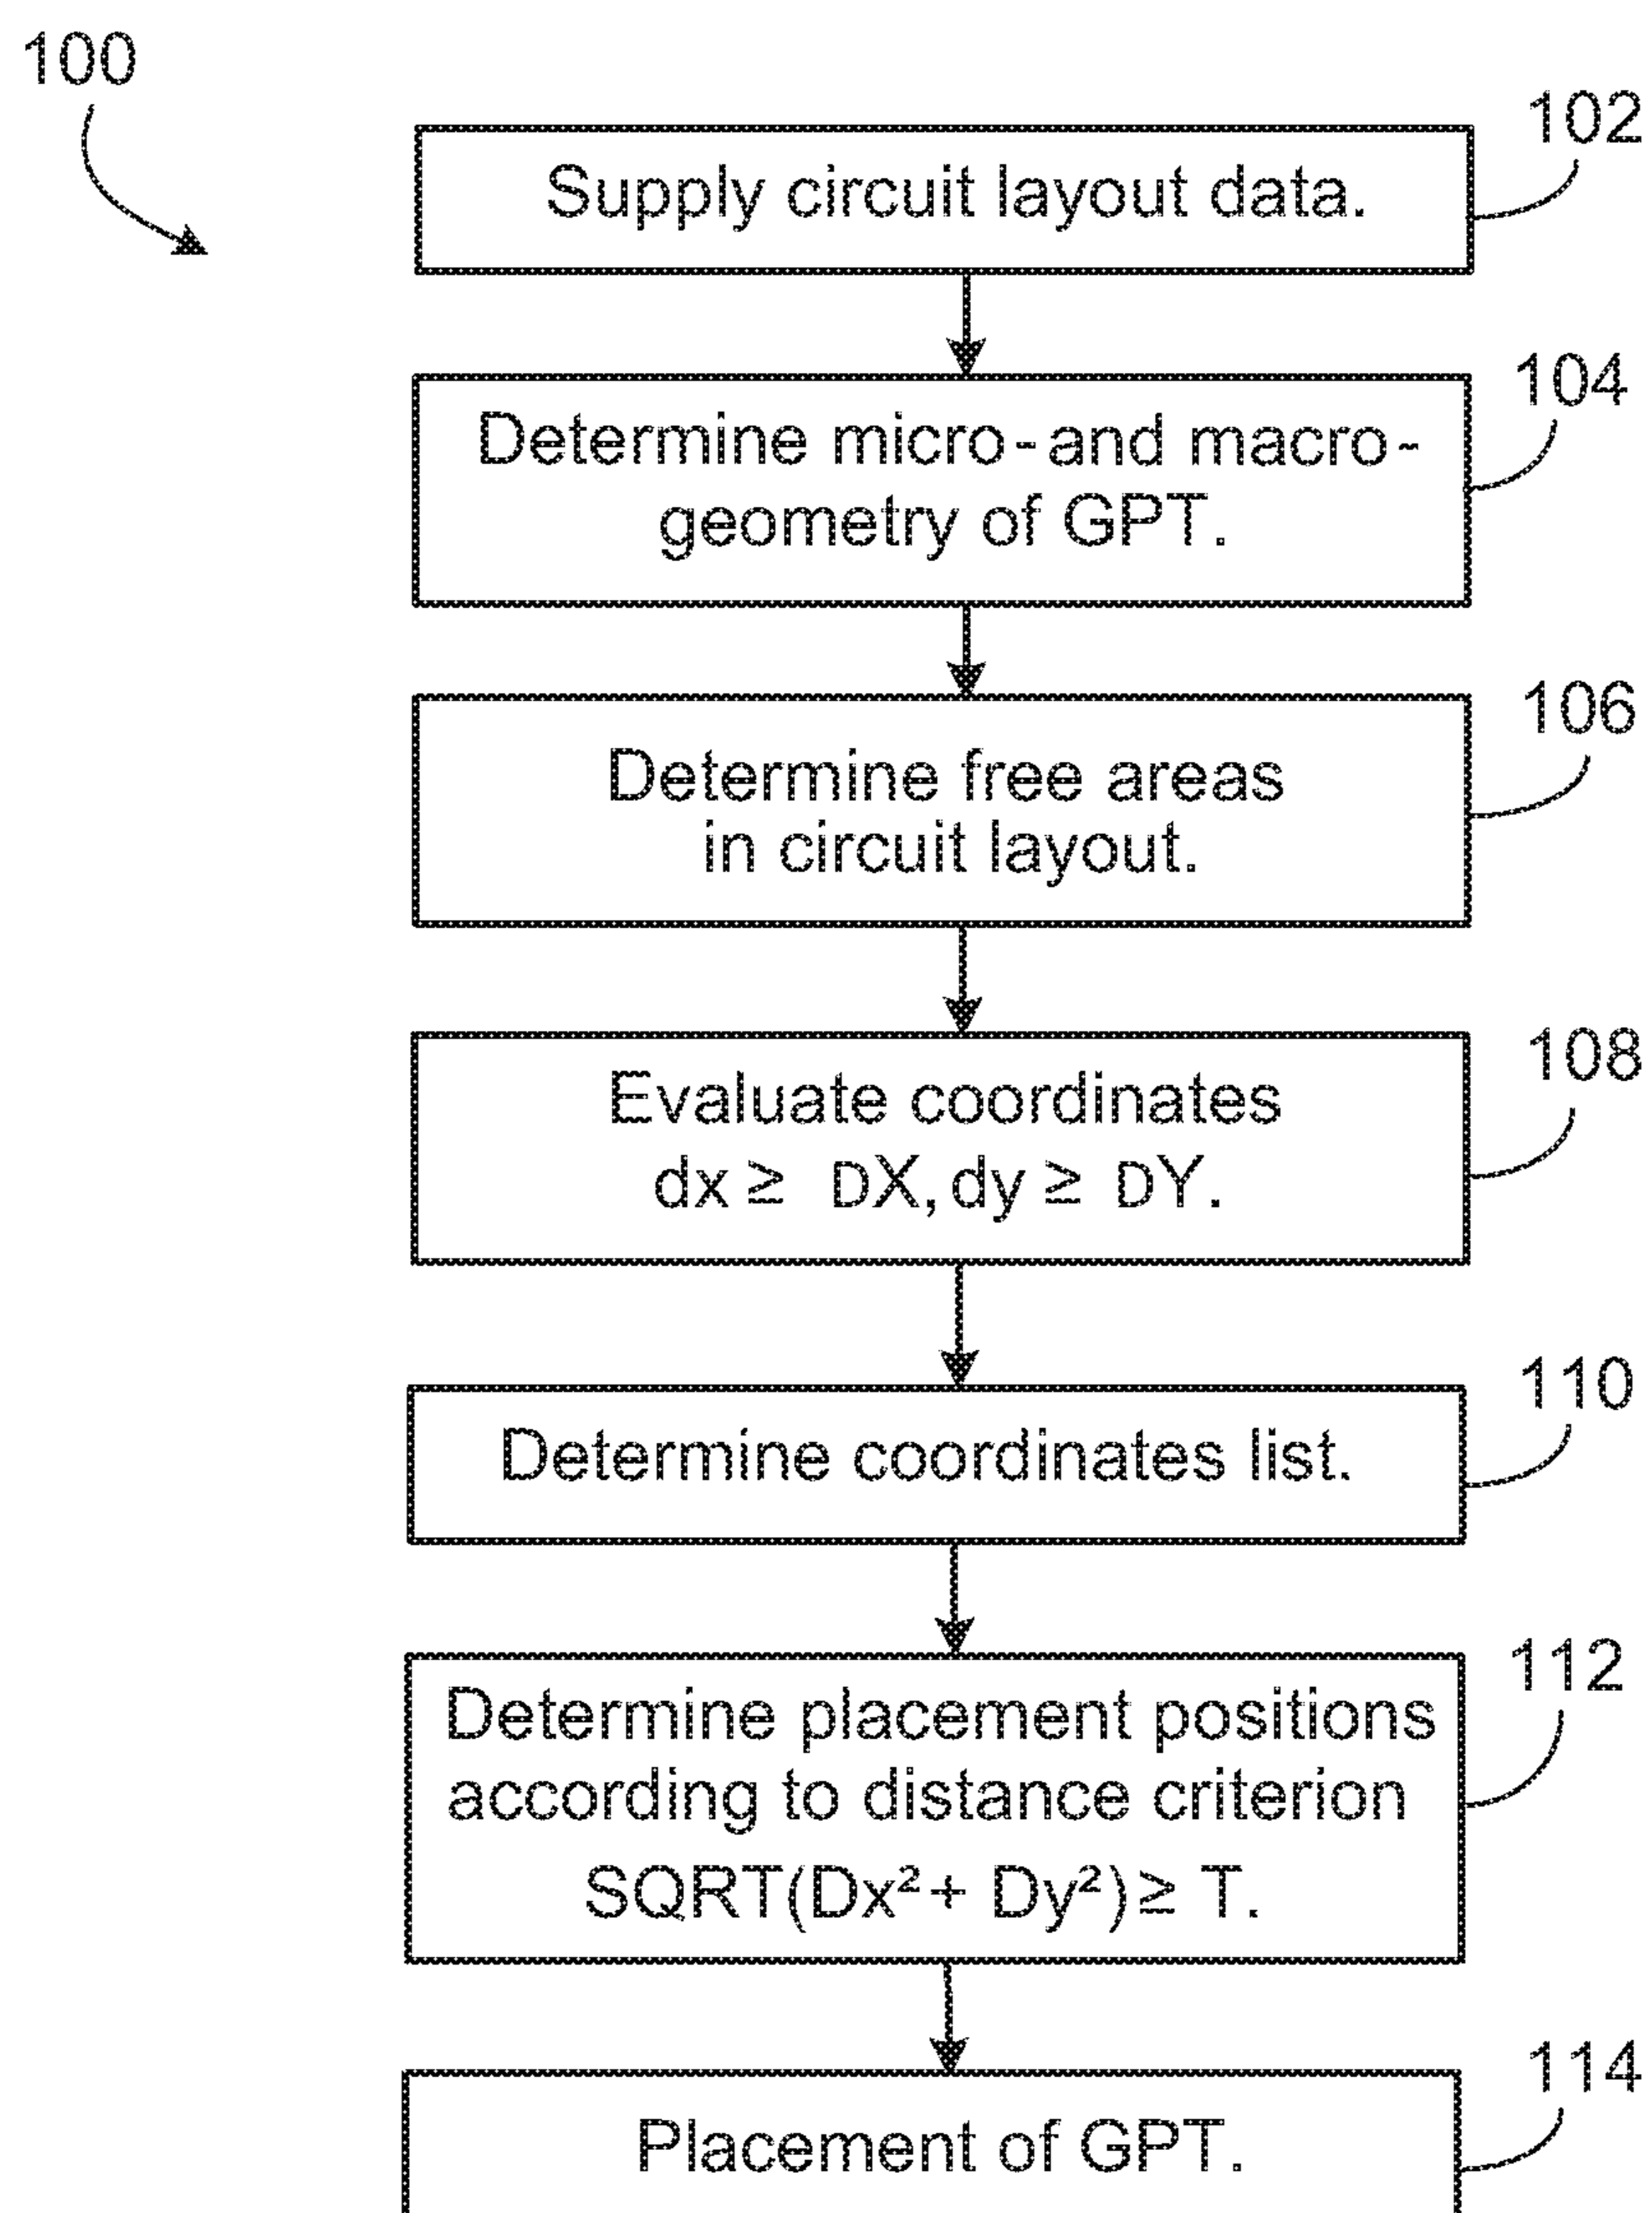 100
102
Supply circuit layout data.
104
Determine micro-and macro-
geometry of GPT.
106
Determine free areas
in circuit layout.
108
Evaluate coordinates
dx ≥ DX, dy ≥ DY.
110
Determine coordinates list.
112
Determine placement positions
according to distance criterion
SQRT(Dx²+ Dy²)≥ T.
114
Placement of GPT.